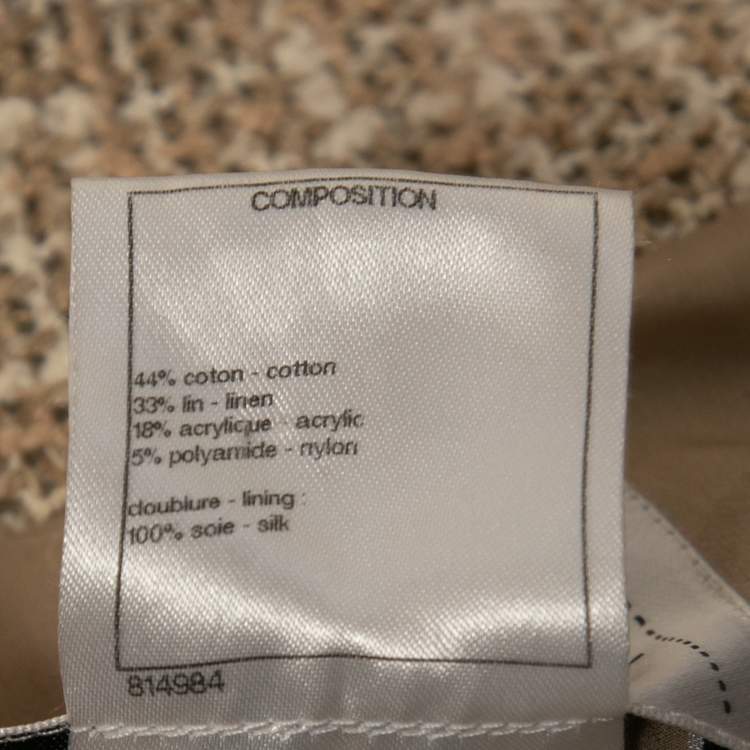 COMPOSITION
44% coton - cotton
33% lin - linen
18% acrylique - acrylic
5% polyamide - nylon
doublure - lining :
100% soie - silk
814984